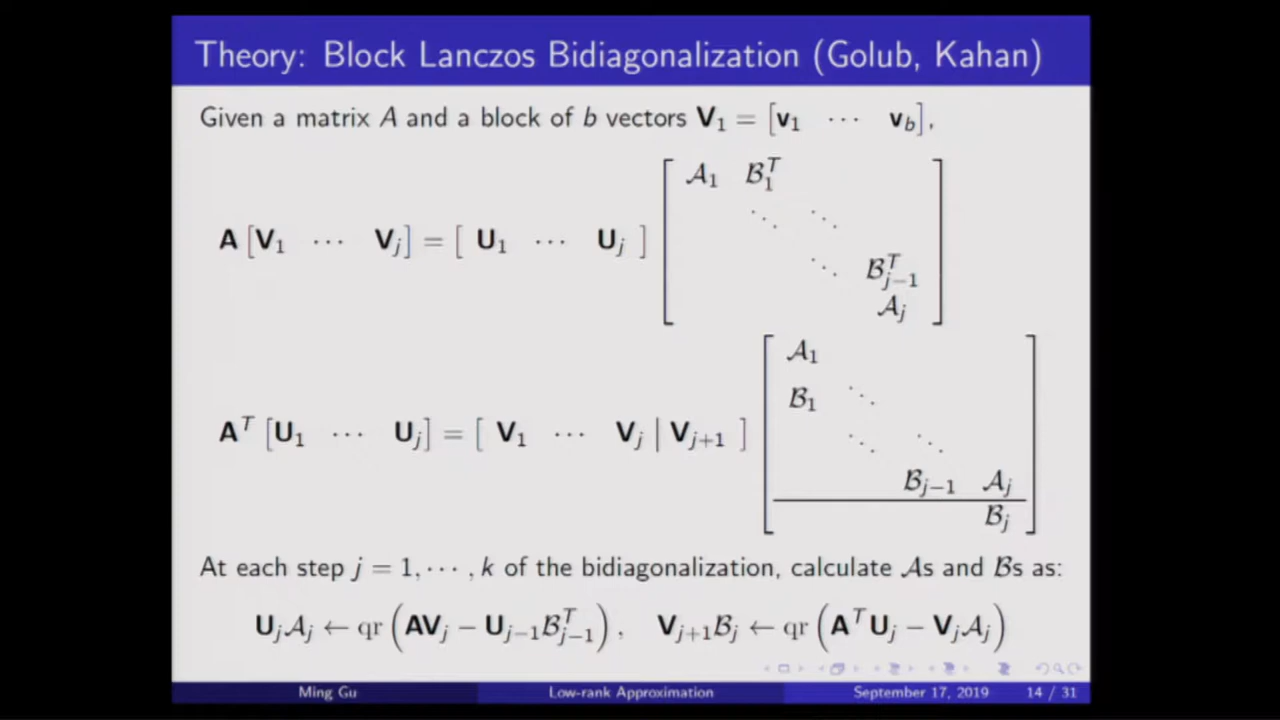 Theory: Block Lanczos Bidiagonalization (Golub, Kahan)
Given a matrix A and a block of b vectors V₁ = [v₁ ⋯ v_b],
A [V₁ ⋯ V_j] = [ U₁ ⋯ U_j ] [ 𝒜₁ ℬ₁ᵀ
⋱ ⋱
⋱ ℬ_{j−1}ᵀ
𝒜_j ]
Aᵀ [U₁ ⋯ U_j] = [ V₁ ⋯ V_j | V_{j+1} ] [ 𝒜₁
ℬ₁ ⋱
⋱ ⋱
ℬ_{j−1} 𝒜_j
ℬ_j ]
At each step j = 1, ⋯ , k of the bidiagonalization, calculate 𝒜s and ℬs as:
U_j𝒜_j ← qr (AV_j − U_{j−1}ℬ_{j−1}ᵀ) , V_{j+1}ℬ_j ← qr (AᵀU_j − V_j𝒜_j)
Ming Gu Low-rank Approximation September 17, 2019 14 / 31